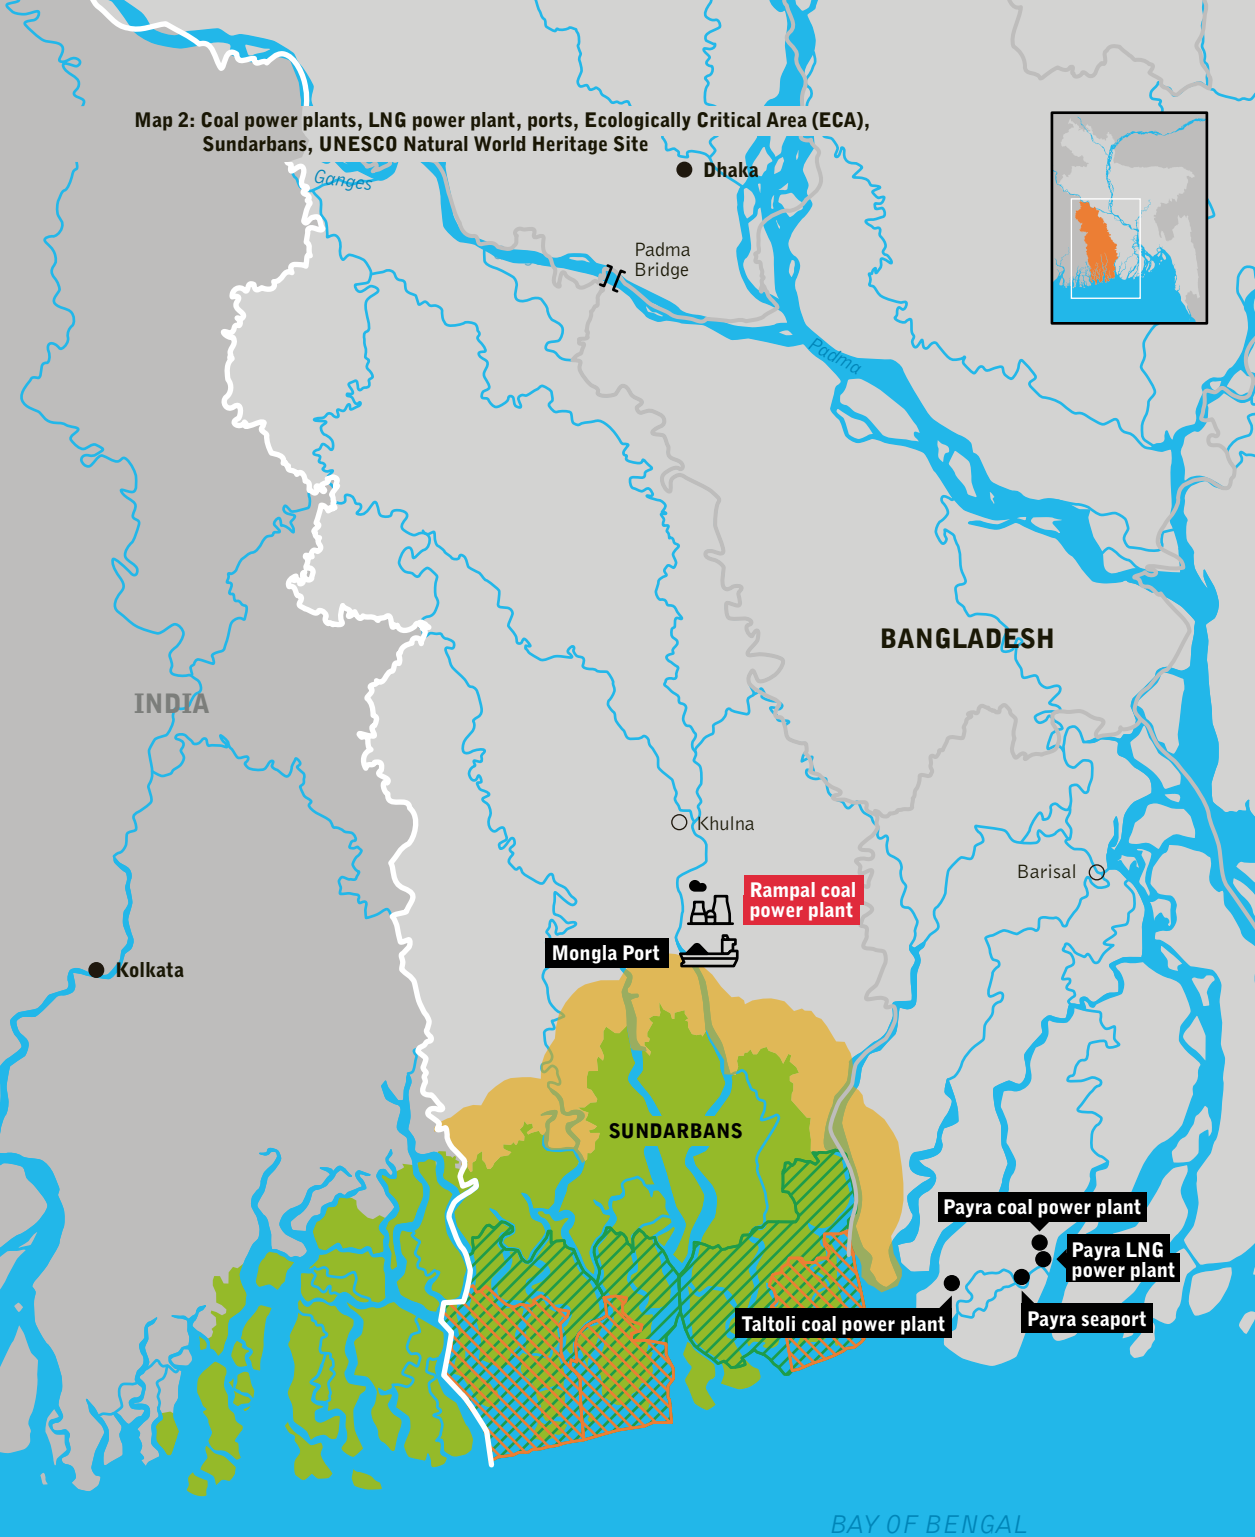 Map 2: Coal power plants, LNG power plant, ports, Ecologically Critical Area (ECA),
Sundarbans, UNESCO Natural World Heritage Site
Ganges
Dhaka
Padma
Bridge
Padma
BANGLADESH
INDIA
Khulna
Barisal
Rampal coal
power plant
Mongla Port
Kolkata
SUNDARBANS
Payra coal power plant
Payra LNG
power plant
Taltoli coal power plant
Payra seaport
BAY OF BENGAL